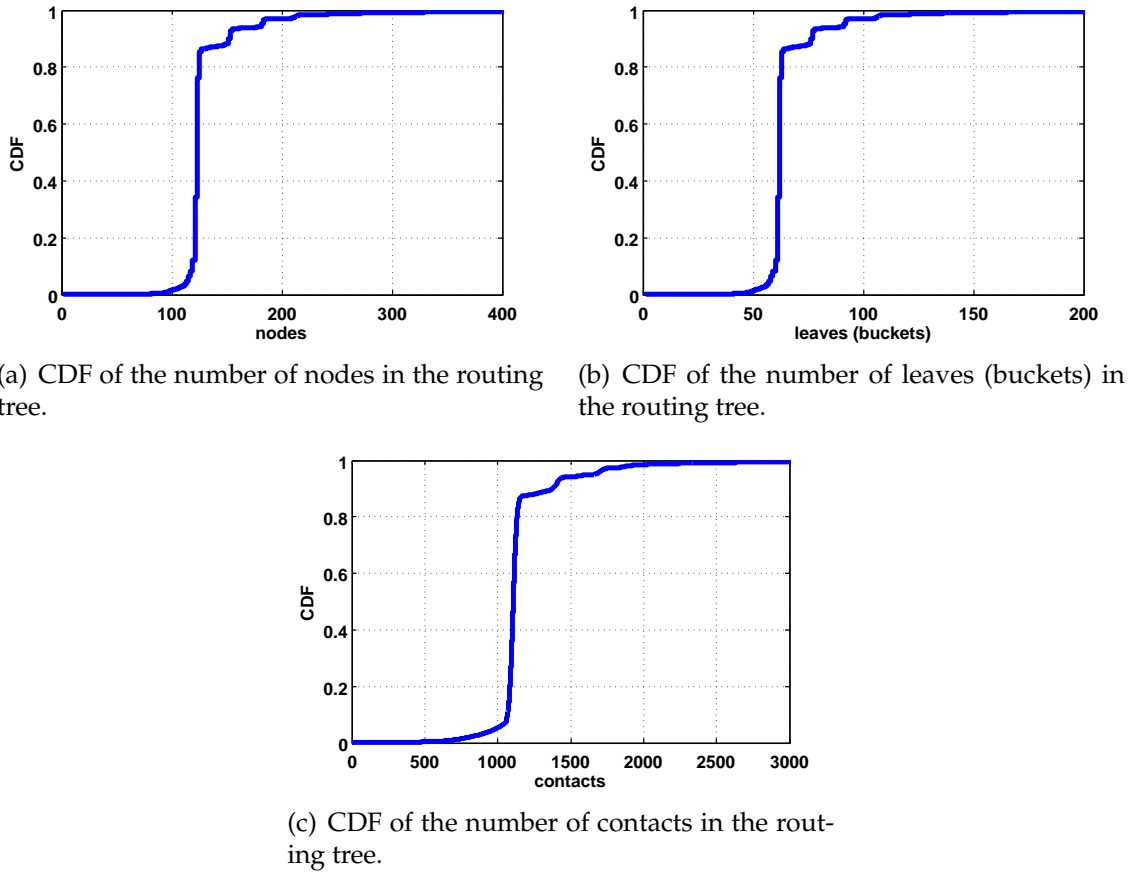 1
0.8
0.6
0.4
0.2
0
CDF
0 100 200 300 400
nodes
(a) CDF of the number of nodes in the routing
tree.
1
0.8
0.6
0.4
0.2
0
CDF
0 50 100 150 200
leaves (buckets)
(b) CDF of the number of leaves (buckets) in
the routing tree.
1
0.8
0.6
0.4
0.2
0
CDF
0 500 1000 1500 2000 2500 3000
contacts
(c) CDF of the number of contacts in the rout-
ing tree.